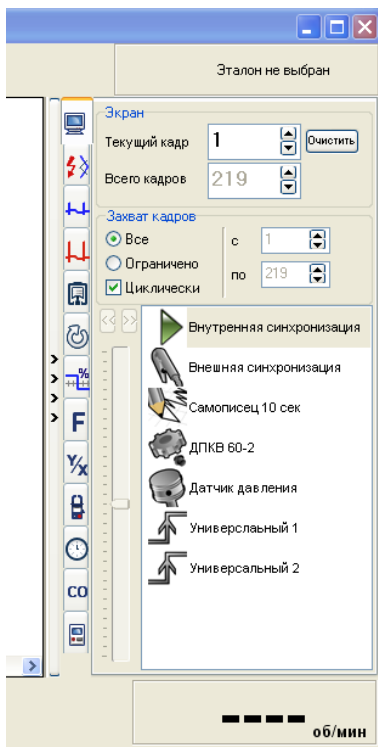 Эталон не выбран
Экран
Текущий кадр 1 Очистить
Всего кадров 219
Захват кадров
Все с 1
Ограничено по 219
Циклически
<< >>
Внутренняя синхронизация
Внешняя синхронизация
%
Самописец 10 сек
F
ДПКВ 60-2
Y/X
Датчик давления
Универслаьный 1
Универсальный 2
CO
---- об/мин